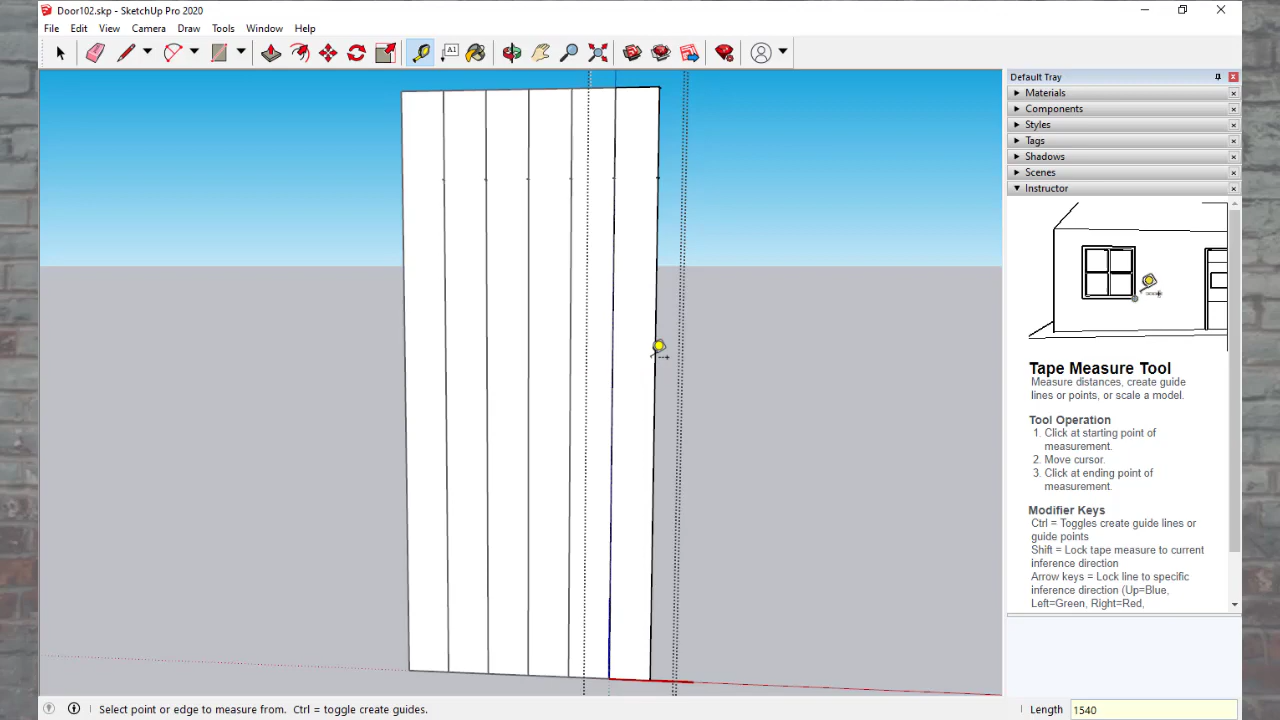 Door102.skp - SketchUp Pro 2020
File Edit View Camera Draw Tools Window Help
A1
Default Tray
Materials
Components
Styles
Tags
Shadows
Scenes
Instructor
Tape Measure Tool
Measure distances, create guide
lines or points, or scale a model.
Tool Operation
1. Click at starting point of
measurement.
2. Move cursor.
3. Click at ending point of
measurement.
Modifier Keys
Ctrl = Toggles create guide lines or
guide points
Shift = Lock tape measure to current
inference direction
Arrow keys = Lock line to specific
inference direction (Up=Blue,
Left=Green, Right=Red,
Select point or edge to measure from. Ctrl = toggle create guides.
Length 1540